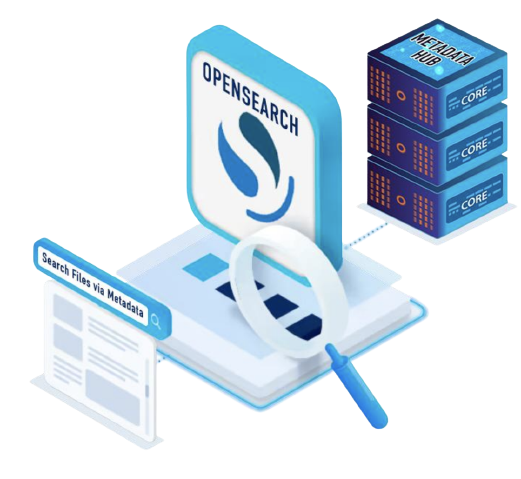 OPENSEARCH
METADATA
HUB
CORE
CORE
CORE
Search Files via Metadata